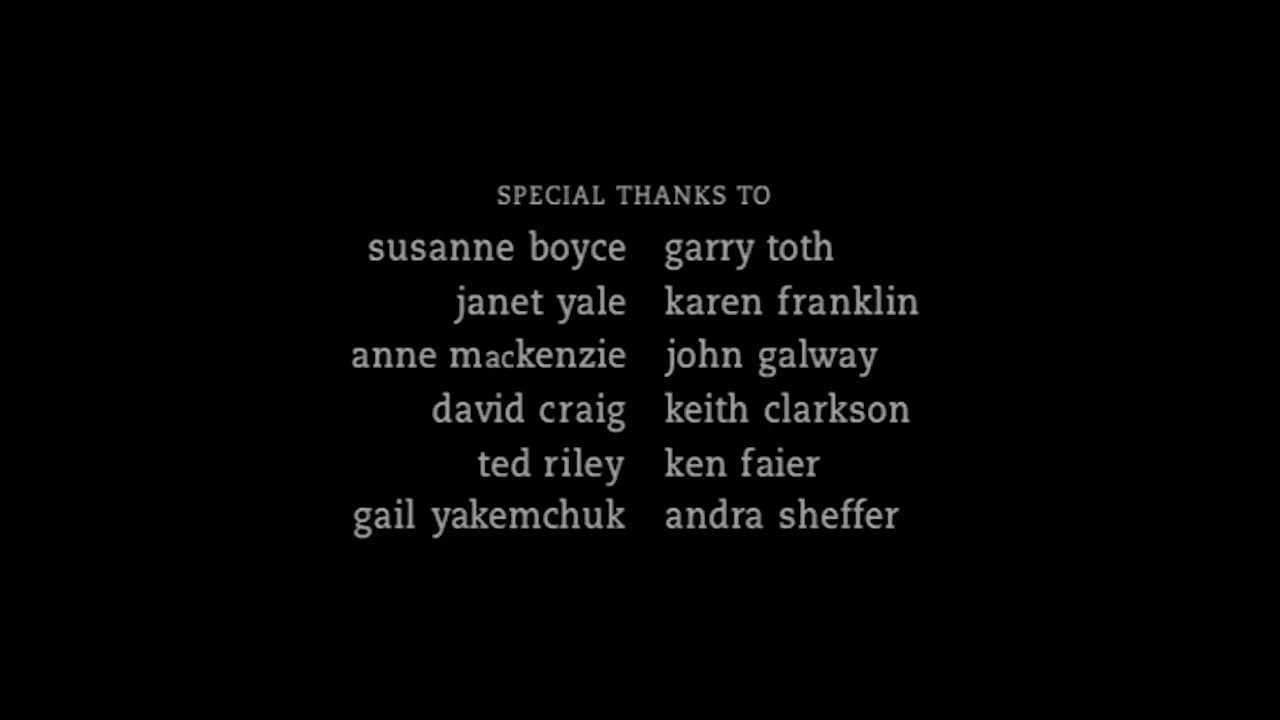 SPECIAL THANKS TO
susanne boyce garry toth
janet yale karen franklin
anne mackenzie john galway
david craig keith clarkson
ted riley ken faier
gail yakemchuk andra sheffer